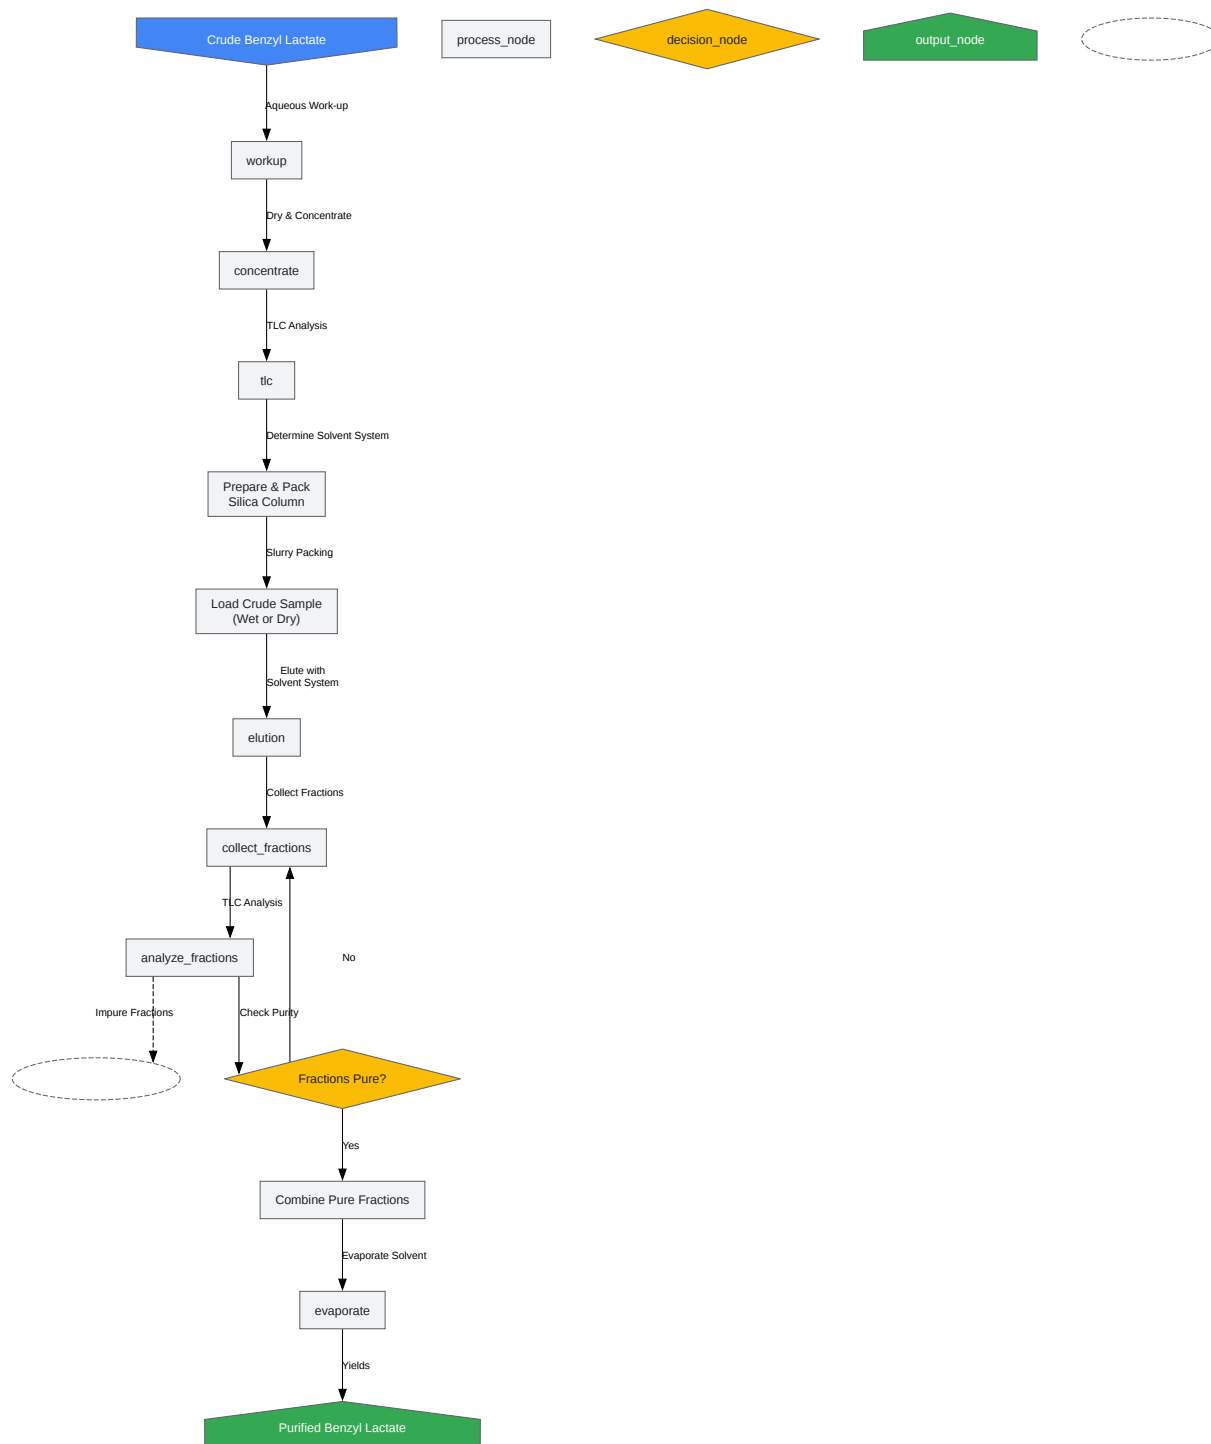 Crude Benzyl Lactate
process_node
decision_node
output_node
Aqueous Work-up
workup
Dry & Concentrate
concentrate
TLC Analysis
tlc
Determine Solvent System
Prepare & Pack
Silica Column
Slurry Packing
Load Crude Sample
(Wet or Dry)
Elute with
Solvent System
elution
Collect Fractions
collect_fractions
TLC Analysis
analyze_fractions
No
Impure Fractions
Check Purity
Fractions Pure?
Yes
Combine Pure Fractions
Evaporate Solvent
evaporate
Yields
Purified Benzyl Lactate